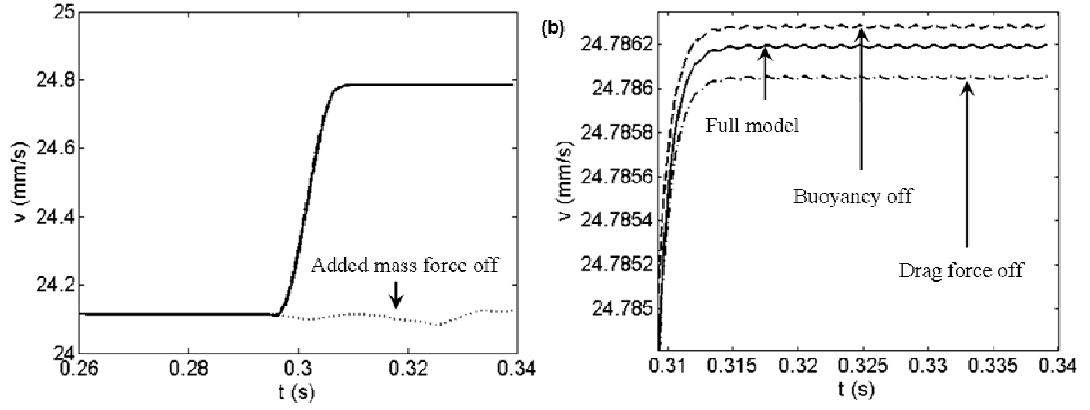 25
24.8
24.6
24.4
24.2
24
v (mm/s)
Added mass force off
0.26
0.28
0.3
0.32
0.34
t (s)
(b)
24.7862
24.786
24.7858
24.7856
24.7854
24.7852
24.785
v (mm/s)
Full model
Buoyancy off
Drag force off
0.31
0.315
0.32
0.325
0.33
0.335
0.34
t (s)